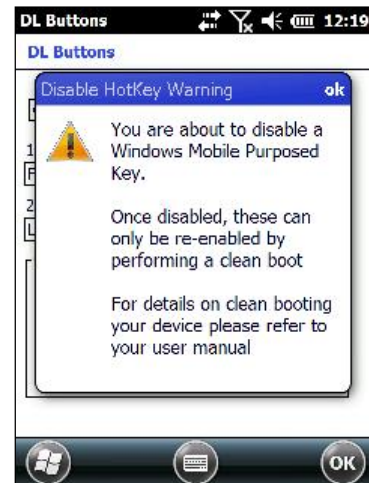 DL Buttons 12:19
DL Buttons
Disable HotKey Warning ok
You are about to disable a
Windows Mobile Purposed
Key.
Once disabled, these can
only be re-enabled by
performing a clean boot
For details on clean booting
your device please refer to
your user manual
1
F
2
L
OK